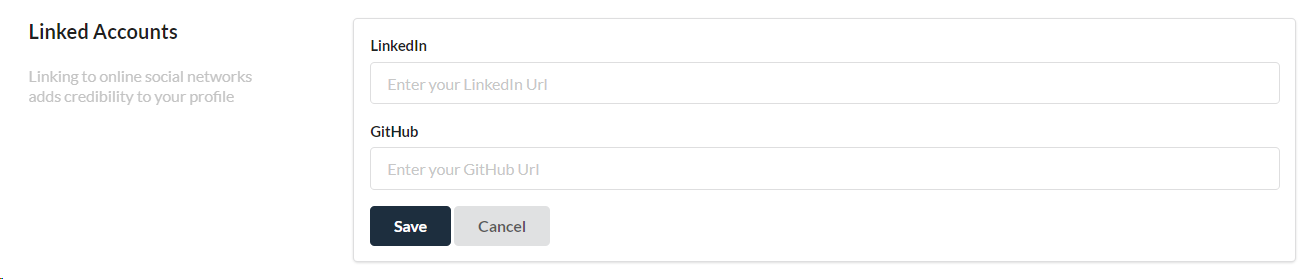 Linked Accounts
Linking to online social networks
adds credibility to your profile
LinkedIn
Enter your LinkedIn Url
GitHub
Enter your GitHub Url
Save
Cancel